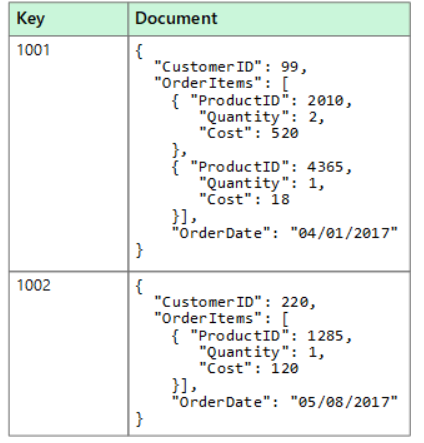 Key Document
1001 {
"CustomerID": 99,
"OrderItems": [
{ "ProductID": 2010,
"Quantity": 2,
"Cost": 520
},
{ "ProductID": 4365,
"Quantity": 1,
"Cost": 18
}],
"OrderDate": "04/01/2017"
}
1002 {
"CustomerID": 220,
"OrderItems": [
{ "ProductID": 1285,
"Quantity": 1,
"Cost": 120
}],
"OrderDate": "05/08/2017"
}